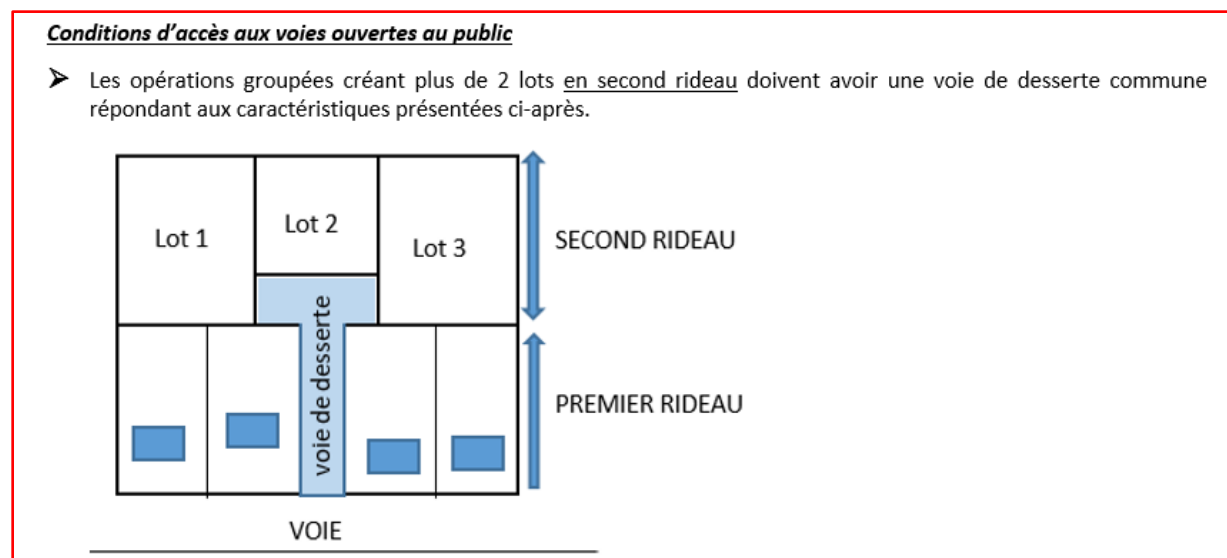 Conditions d’accès aux voies ouvertes au public
➢ Les opérations groupées créant plus de 2 lots en second rideau doivent avoir une voie de desserte commune
répondant aux caractéristiques présentées ci-après.
Lot 1
Lot 2
Lot 3
SECOND RIDEAU
voie de desserte
PREMIER RIDEAU
VOIE